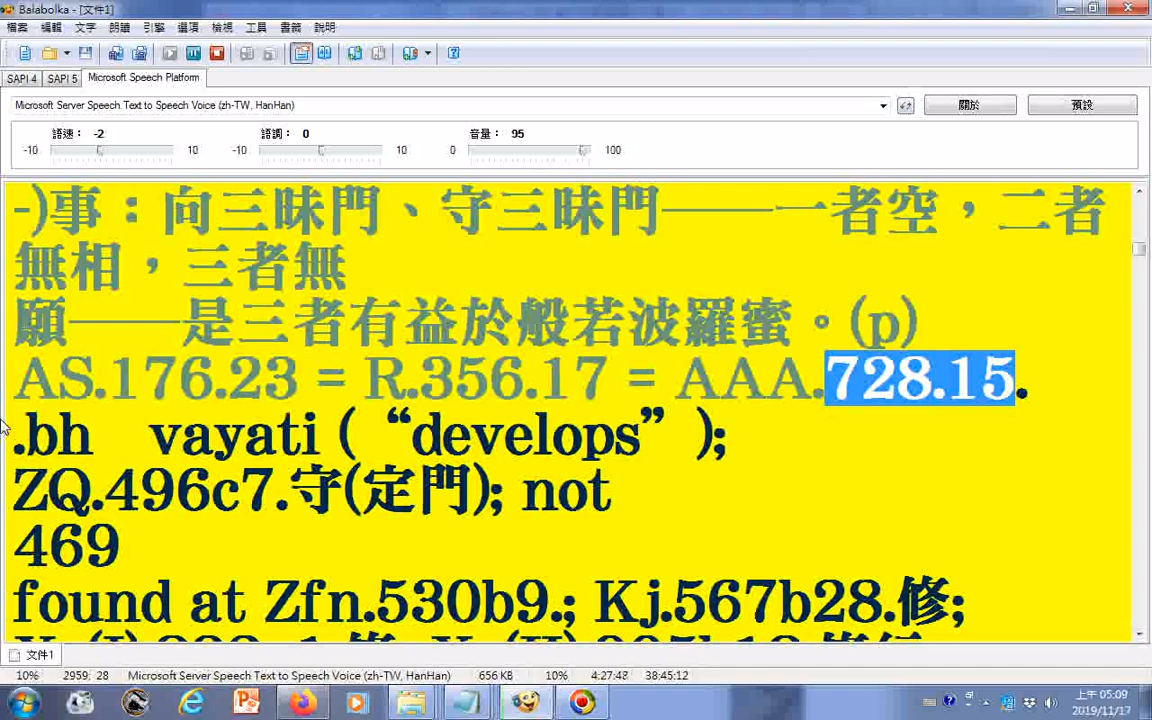 Balabolka - [文件1]
檔案 編輯 文字 朗讀 引擎 選項 檢視 工具 書籤 說明
SAPI 4 SAPI 5 Microsoft Speech Platform
Microsoft Server Speech Text to Speech Voice (zh-TW, HanHan) 關於 預設
語速： -2 語調： 0 音量： 95
-10 10 -10 10 0 100
-)事：向三昧門、守三昧門——一者空，二者
無相，三者無
願——是三者有益於般若波羅蜜。(p)
AS.176.23 = R.356.17 = AAA.728.15.
.bh vayati (“develops”);
ZQ.496c7.守(定門); not
469
found at Zfn.530b9.; Kj.567b28.修;
文件1
10% 2959, 28 Microsoft Server Speech Text to Speech Voice (zh-TW, HanHan) 656 KB 10% 4:27:48 38:45:12
上午 05:09
2019/11/17